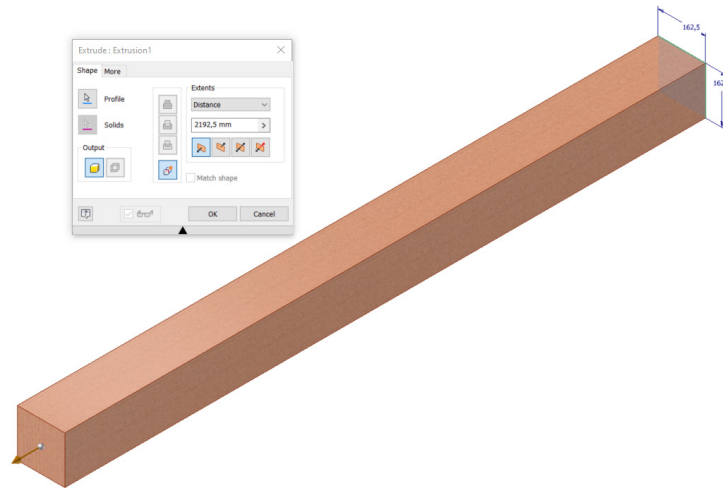 Extrude : Extrusion1
Shape More
Profile
Solids
Output
Extents
Distance
2192,5 mm
Match shape
OK Cancel
162,5